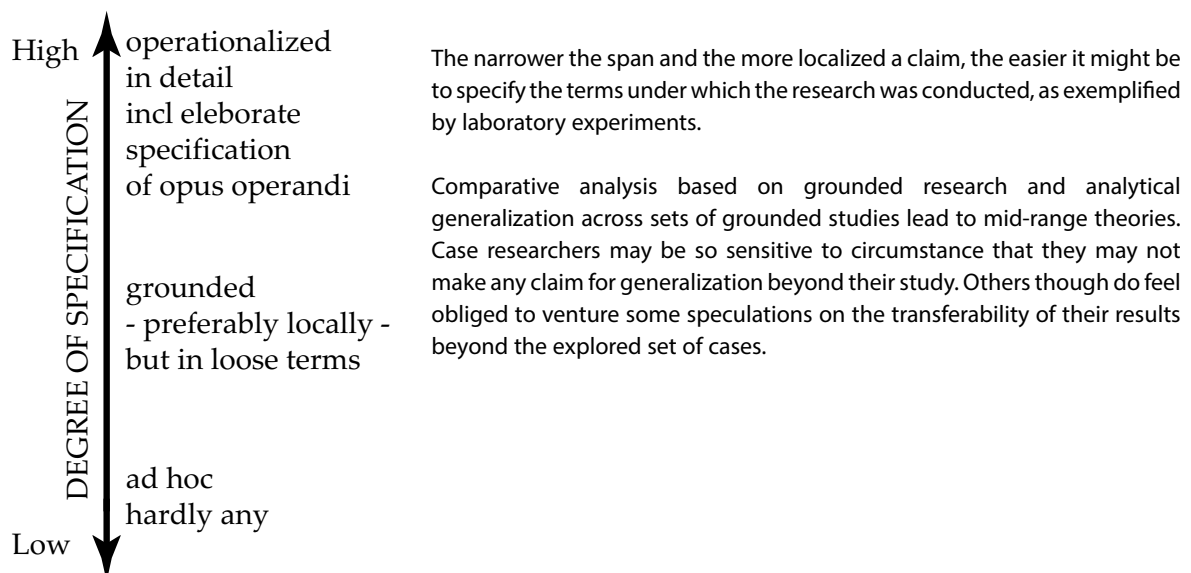 High
operationalized
in detail
incl eleborate
specification
of opus operandi
DEGREE OF SPECIFICATION
grounded
- preferably locally -
but in loose terms
ad hoc
hardly any
Low
The narrower the span and the more localized a claim, the easier it might be
to specify the terms under which the research was conducted, as exemplified
by laboratory experiments.
Comparative analysis based on grounded research and analytical
generalization across sets of grounded studies lead to mid-range theories.
Case researchers may be so sensitive to circumstance that they may not
make any claim for generalization beyond their study. Others though do feel
obliged to venture some speculations on the transferability of their results
beyond the explored set of cases.